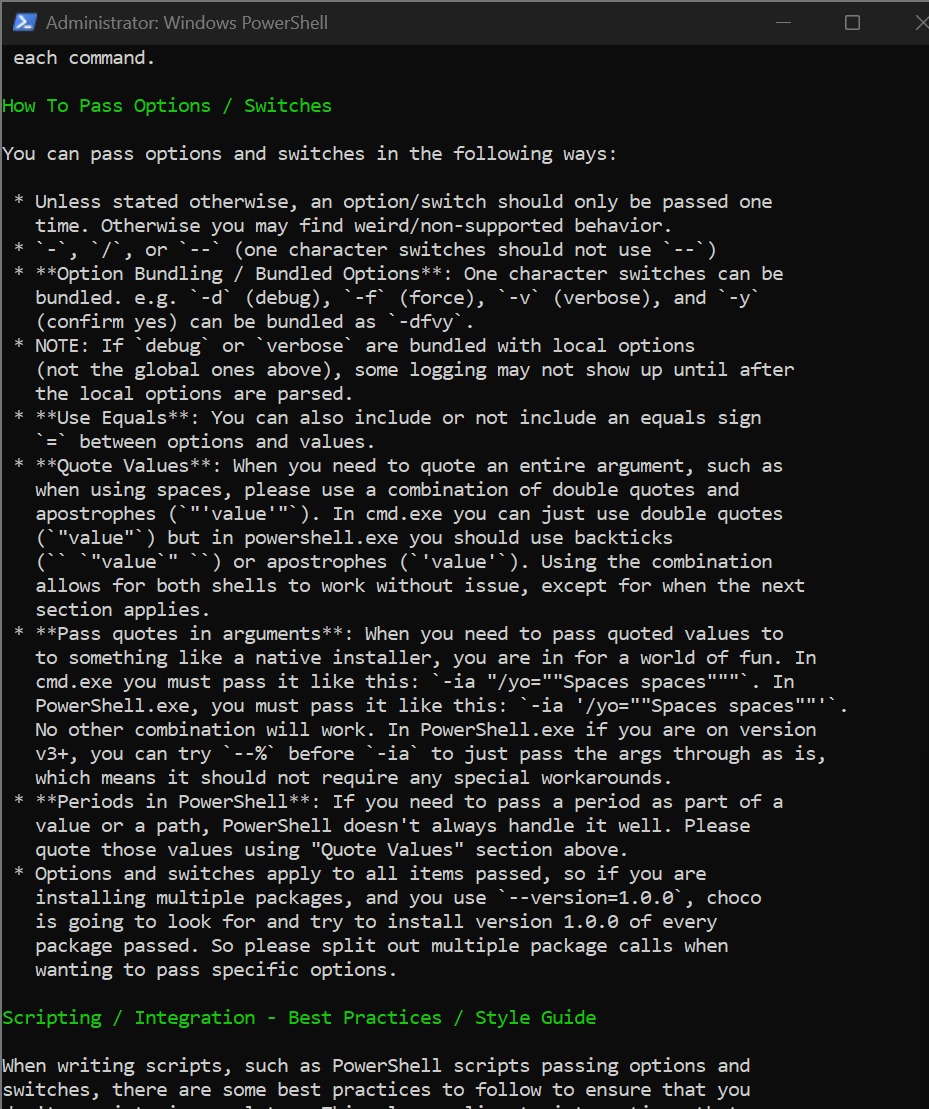 Administrator: Windows PowerShell
each command.
How To Pass Options / Switches
You can pass options and switches in the following ways:
* Unless stated otherwise, an option/switch should only be passed one
time. Otherwise you may find weird/non-supported behavior.
* `-`, `/`, or `--` (one character switches should not use `--`)
* **Option Bundling / Bundled Options**: One character switches can be
bundled. e.g. `-d` (debug), `-f` (force), `-v` (verbose), and `-y`
(confirm yes) can be bundled as `-dfvy`.
* NOTE: If `debug` or `verbose` are bundled with local options
(not the global ones above), some logging may not show up until after
the local options are parsed.
* **Use Equals**: You can also include or not include an equals sign
`=` between options and values.
* **Quote Values**: When you need to quote an entire argument, such as
when using spaces, please use a combination of double quotes and
apostrophes (`"'value'"`). In cmd.exe you can just use double quotes
(`"value"`) but in powershell.exe you should use backticks
(`` `"value`" ``) or apostrophes (`'value'`). Using the combination
allows for both shells to work without issue, except for when the next
section applies.
* **Pass quotes in arguments**: When you need to pass quoted values to
to something like a native installer, you are in for a world of fun. In
cmd.exe you must pass it like this: `-ia "/yo=""Spaces spaces"""`. In
PowerShell.exe, you must pass it like this: `-ia '/yo=""Spaces spaces""'`.
No other combination will work. In PowerShell.exe if you are on version
v3+, you can try `--%` before `-ia` to just pass the args through as is,
which means it should not require any special workarounds.
* **Periods in PowerShell**: If you need to pass a period as part of a
value or a path, PowerShell doesn't always handle it well. Please
quote those values using "Quote Values" section above.
* Options and switches apply to all items passed, so if you are
installing multiple packages, and you use `--version=1.0.0`, choco
is going to look for and try to install version 1.0.0 of every
package passed. So please split out multiple package calls when
wanting to pass specific options.
Scripting / Integration - Best Practices / Style Guide
When writing scripts, such as PowerShell scripts passing options and
switches, there are some best practices to follow to ensure that you